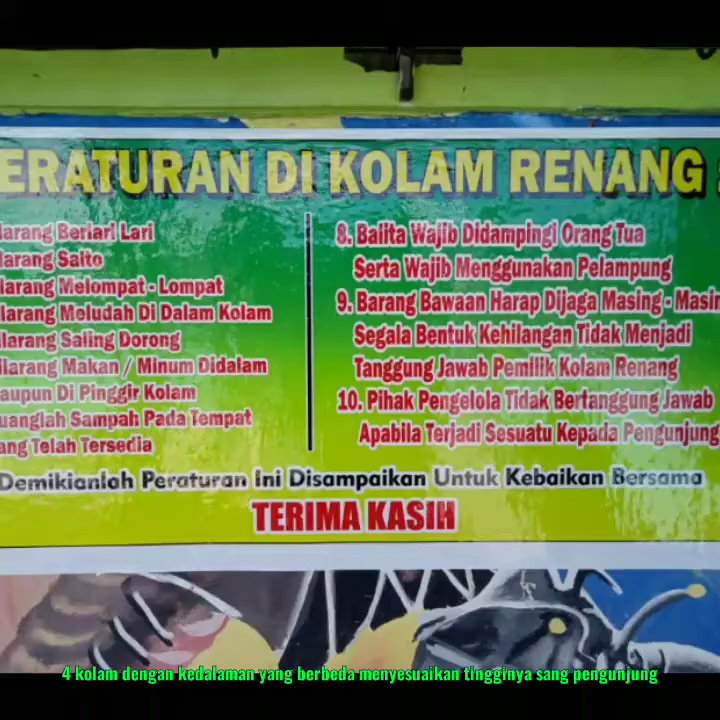 ERATURAN DI KOLAM RENANG :
larang Berlari Lari
larang Salto
larang Melompat - Lompat
larang Meludah Di Dalam Kolam
larang Saling Dorong
ilarang Makan / Minum Didalam
aupun Di Pinggir Kolam
uanglah Sampah Pada Tempat
ang Telah Tersedia
8. Balita Wajib Didampingi Orang Tua
Serta Wajib Menggunakan Pelampung
9. Barang Bawaan Harap Dijaga Masing - Masin
Segala Bentuk Kehilangan Tidak Menjadi
Tanggung Jawab Pemilik Kolam Renang
10. Pihak Pengelola Tidak Bertanggung Jawab
Apabila Terjadi Sesuatu Kepada Pengunjung
Demikianlah Peraturan Ini Disampaikan Untuk Kebaikan Bersama
TERIMA KASIH
4 kolam dengan kedalaman yang berbeda menyesuaikan tingginya sang pengunjung